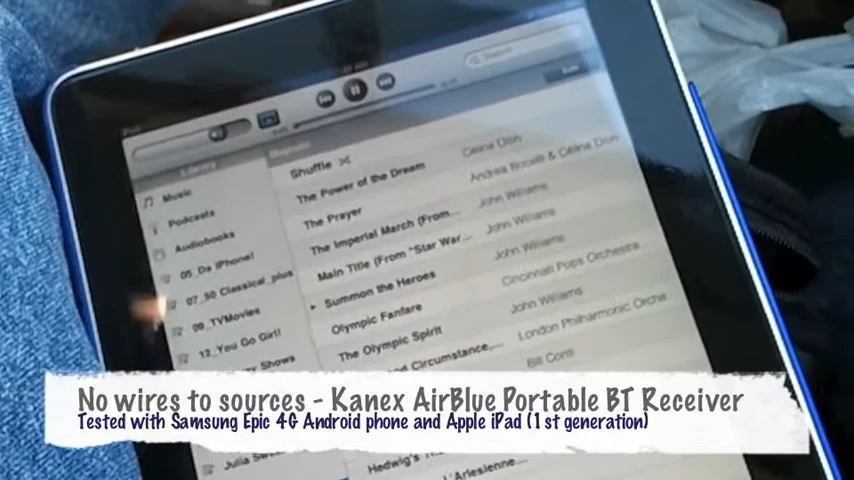 Search
Library
Shuffle
Music
Podcasts
Audiobooks
05_Da iPhone!
07_50 Classical_plus
09_TVMovies
12_You Go Girl!
Shows
The Power of the Dream Céline Dion
The Prayer Andrea Bocelli & Céline Dion
The Imperial March (From... John Williams
Main Title (From "Star War... John Williams
Summon the Heroes John Williams
Olympic Fanfare Cincinnati Pops Orchestra...
The Olympic Spirit John Williams
Circumstance,... London Philharmonic Orche
Bill Conti
No wires to sources - Kanex AirBlue Portable BT Receiver
Tested with Samsung Epic 4G Android phone and Apple iPad (1st generation)
Julia
Hedwig's
L'Arlesienne...